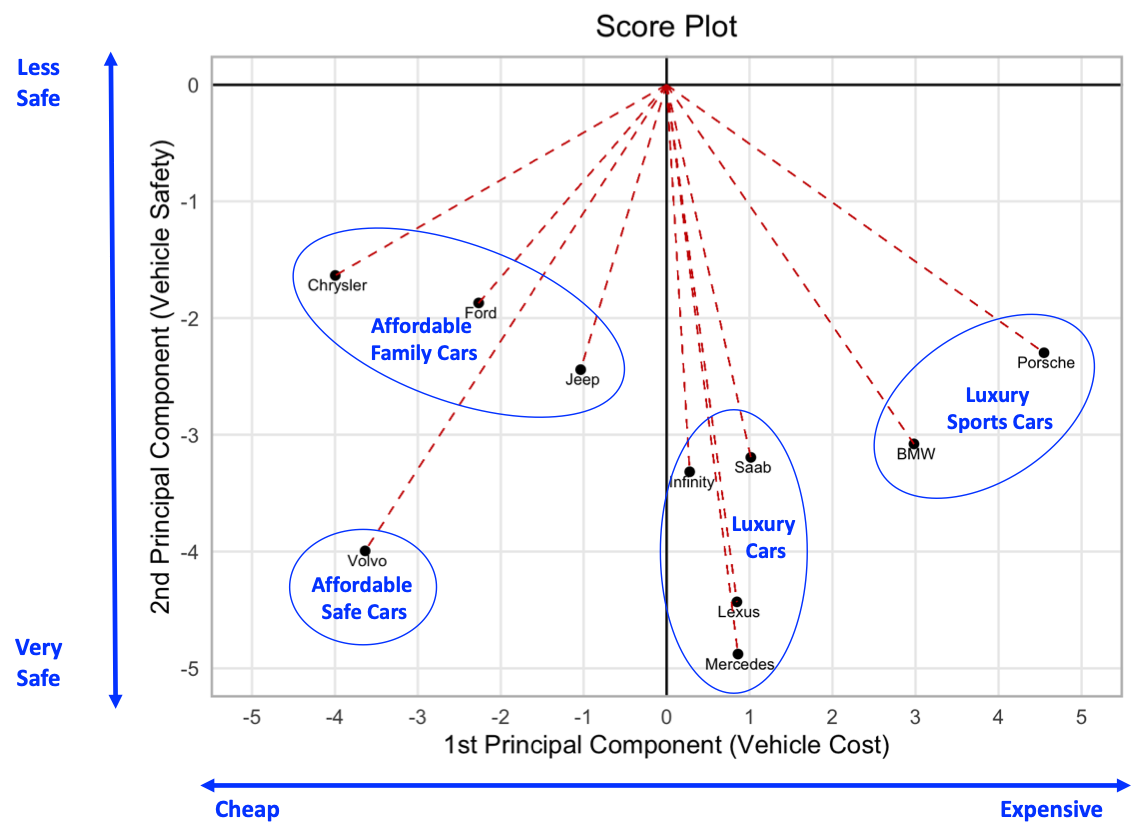 Score Plot
Less
Safe
Very
Safe
2nd Principal Component (Vehicle Safety)
0
-1
-2
-3
-4
-5
Chrysler
Ford
Affordable
Family Cars
Jeep
Porsche
Luxury
Sports Cars
BMW
Saab
Infinity
Luxury
Cars
Volvo
Affordable
Safe Cars
Lexus
Mercedes
-5 -4 -3 -2 -1 0 1 2 3 4 5
1st Principal Component (Vehicle Cost)
Cheap
Expensive